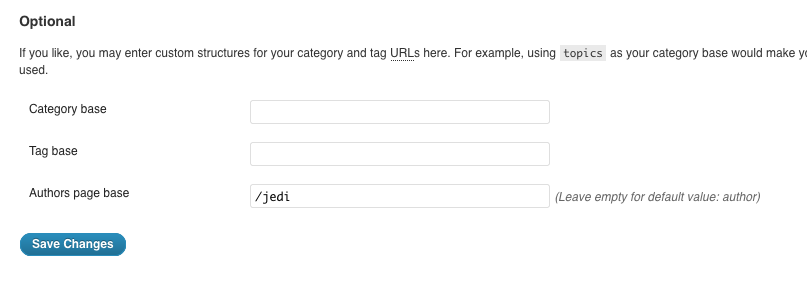 Optional
If you like, you may enter custom structures for your category and tag URLs here. For example, using topics as your category base would make
used.
Category base
Tag base
Authors page base
/jedi (Leave empty for default value: author)
Save Changes